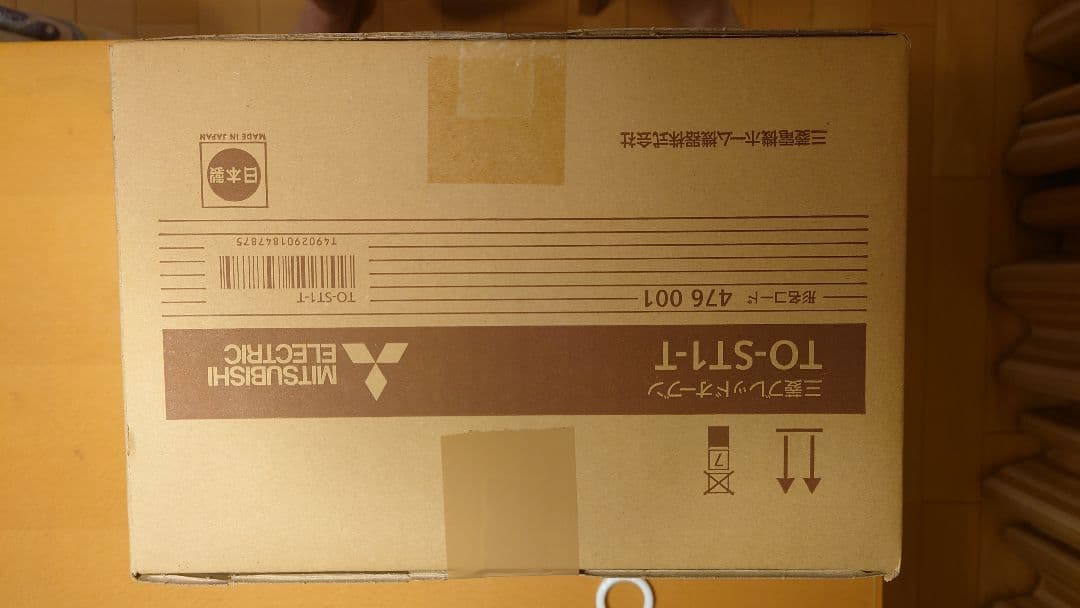 三菱ブレッドオーブン
TO-ST1-T
MITSUBISHI
ELECTRIC
形名コード 476 001
TO-ST1-T
T4902901847875
三菱電機ホーム機器株式会社
日本製
MADE IN JAPAN
7